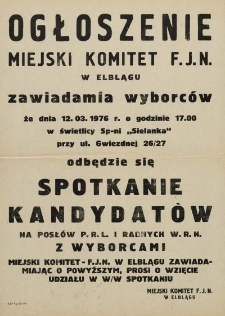 OGŁOSZENIE
MIEJSKI KOMITET F.J.N.
W ELBLĄGU
zawiadamia wyborców
że dnia 12.03.1976 r. o godzinie 17.00
w świetlicy Sp-ni „Sielanka"
przy ul. Gwiezdnej 26/27
odbędzie się
SPOTKANIE
KANDYDATÓW
NA POSŁÓW P.R.L. I RADNYCH W.R.N.
Z WYBORCAMI
MIEJSKI KOMITET - F.J.N. W ELBLĄGU ZAWIADA-
MIAJĄC O POWYŻSZYM, PROSI O WZIĘCIE
UDZIAŁU W W/W SPOTKANIU
MIEJSKI KOMITET F.J.N.
W ELBLĄGU